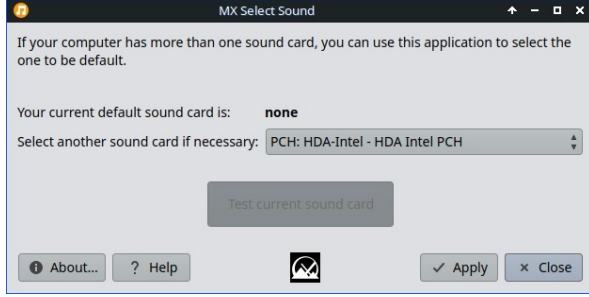 MX Select Sound
If your computer has more than one sound card, you can use this application to select the
one to be default.
Your current default sound card is: none
Select another sound card if necessary: PCH: HDA-Intel - HDA Intel PCH
Test current sound card
About... ? Help Apply Close